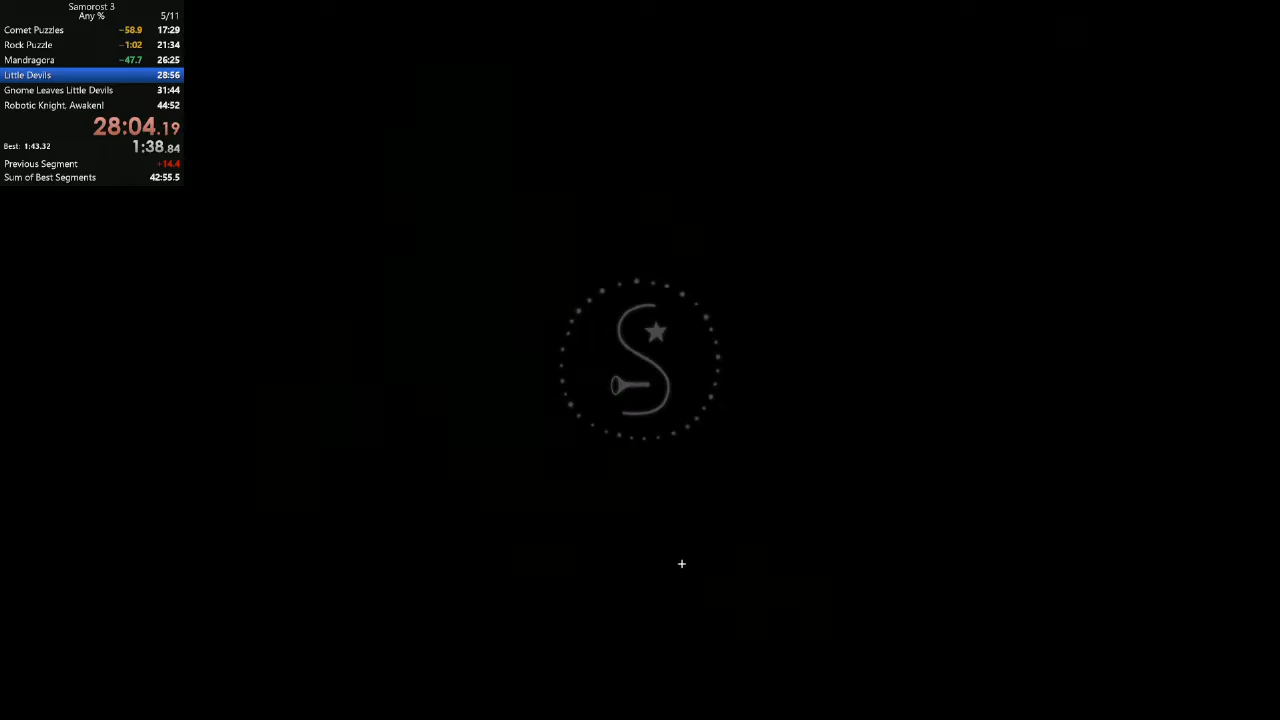 Samorost 3
Any % 5/11
Comet Puzzles −58.9 17:29
Rock Puzzle −1:02 21:34
Mandragora −47.7 26:25
Little Devils 28:56
Gnome Leaves Little Devils 31:44
Robotic Knight, Awaken! 44:52
28:04.19
Best: 1:43.32 1:38.84
Previous Segment +14.4
Sum of Best Segments 42:55.5
S